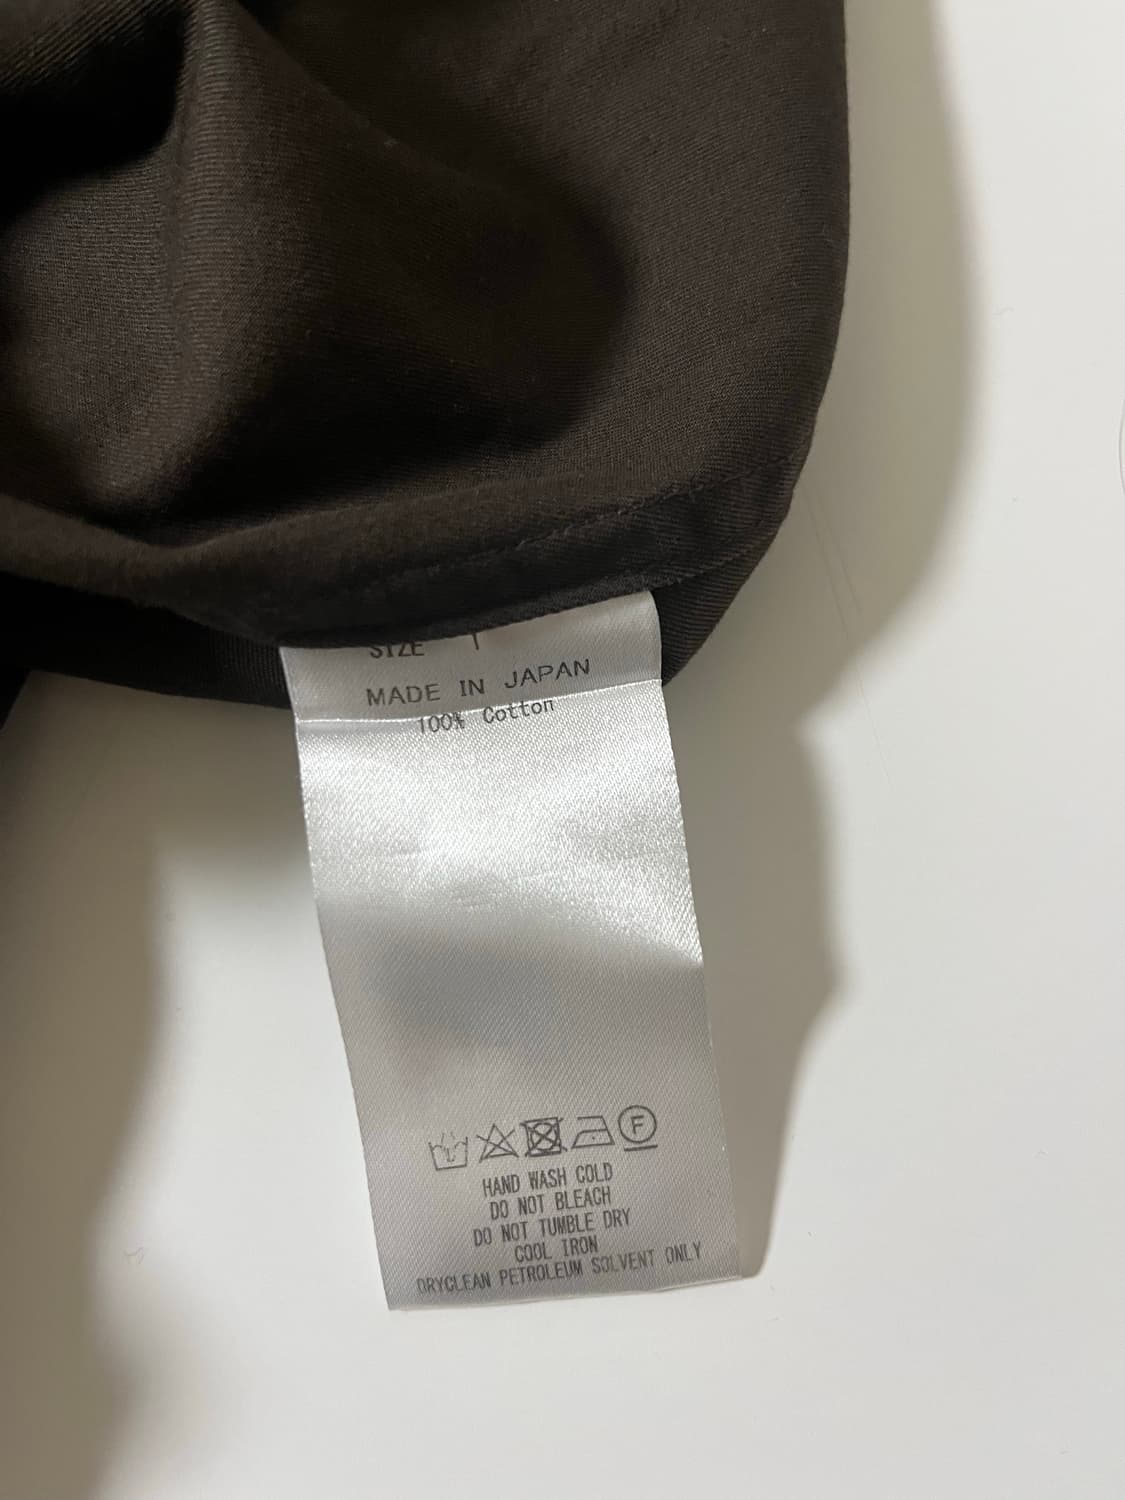 SIZE 1
MADE IN JAPAN
100% Cotton
F
HAND WASH COLD
DO NOT BLEACH
DO NOT TUMBLE DRY
COOL IRON
DRYCLEAN PETROLEUM SOLVENT ONLY